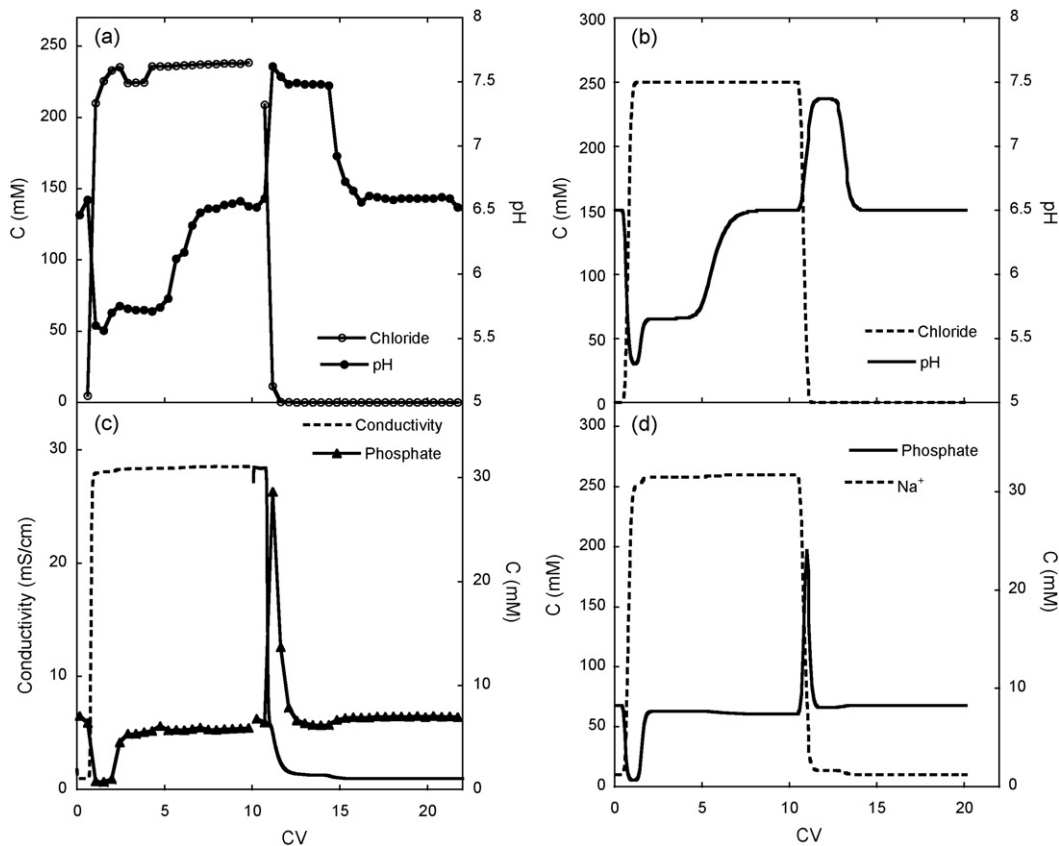 (a)
250
200
150
100
50
0
C (mM)
8
7.5
7
6.5
6
5.5
5
pH
Chloride
pH
(b)
300
250
200
150
100
50
0
C (mM)
8
7.5
7
6.5
6
5.5
5
pH
Chloride
pH
(c)
30
20
10
0
Conductivity (mS/cm)
30
20
10
0
C (mM)
Conductivity
Phosphate
0 5 10 15 20
CV
(d)
300
250
200
150
100
50
0
C (mM)
30
20
10
0
C (mM)
Phosphate
Na⁺
0 5 10 15 20
CV